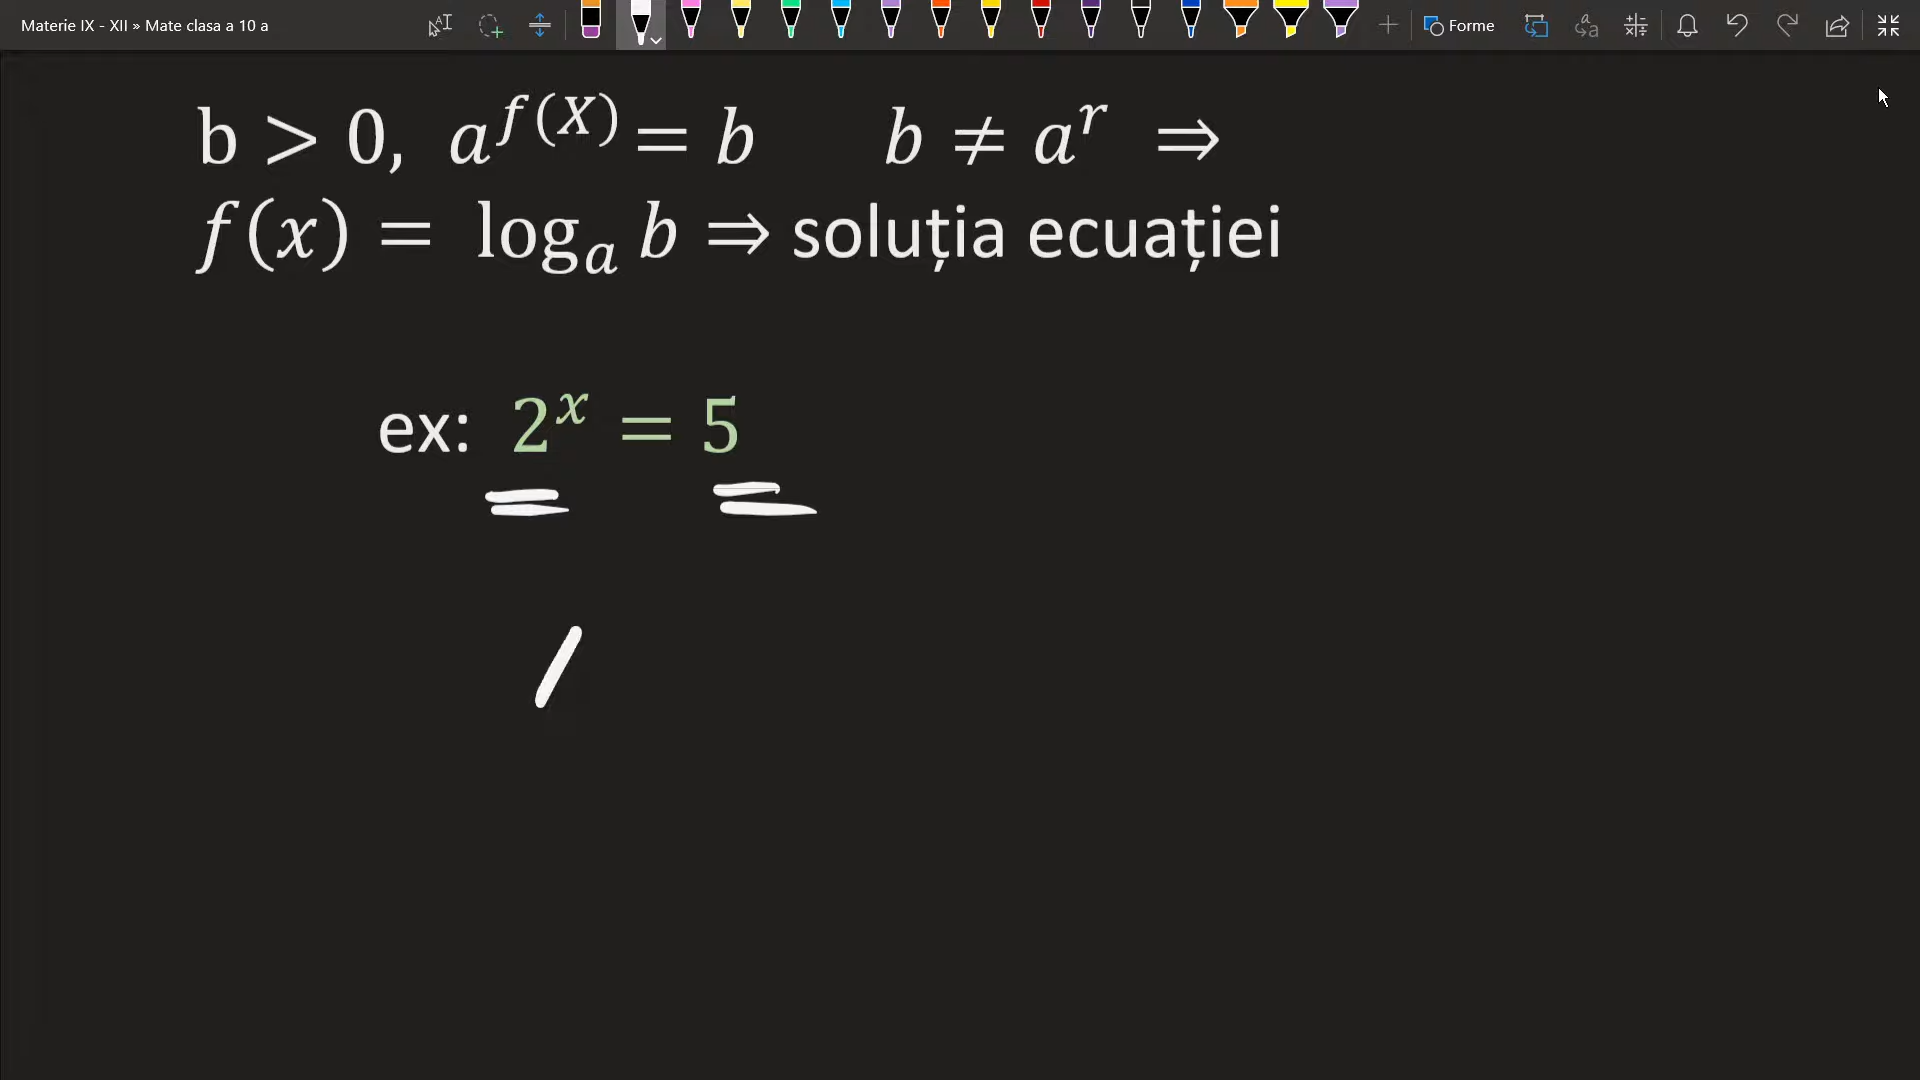 Materie IX - XII » Mate clasa a 10 a
Forme
b > 0, a^{f(X)} = b b ≠ a^r ⇒
f(x) = log_a b ⇒ soluția ecuației
ex: 2^x = 5